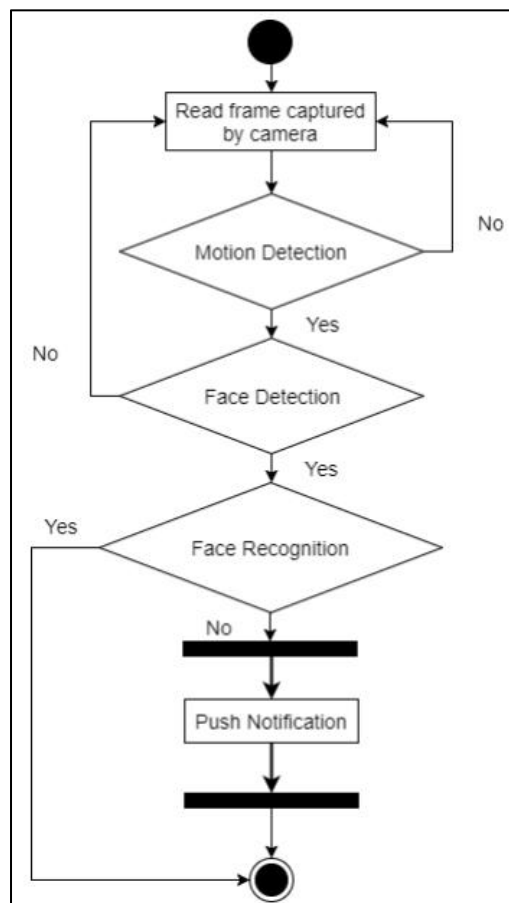 Read frame captured
by camera
No
Motion Detection
Yes
No
Face Detection
Yes
Yes
Face Recognition
No
Push Notification